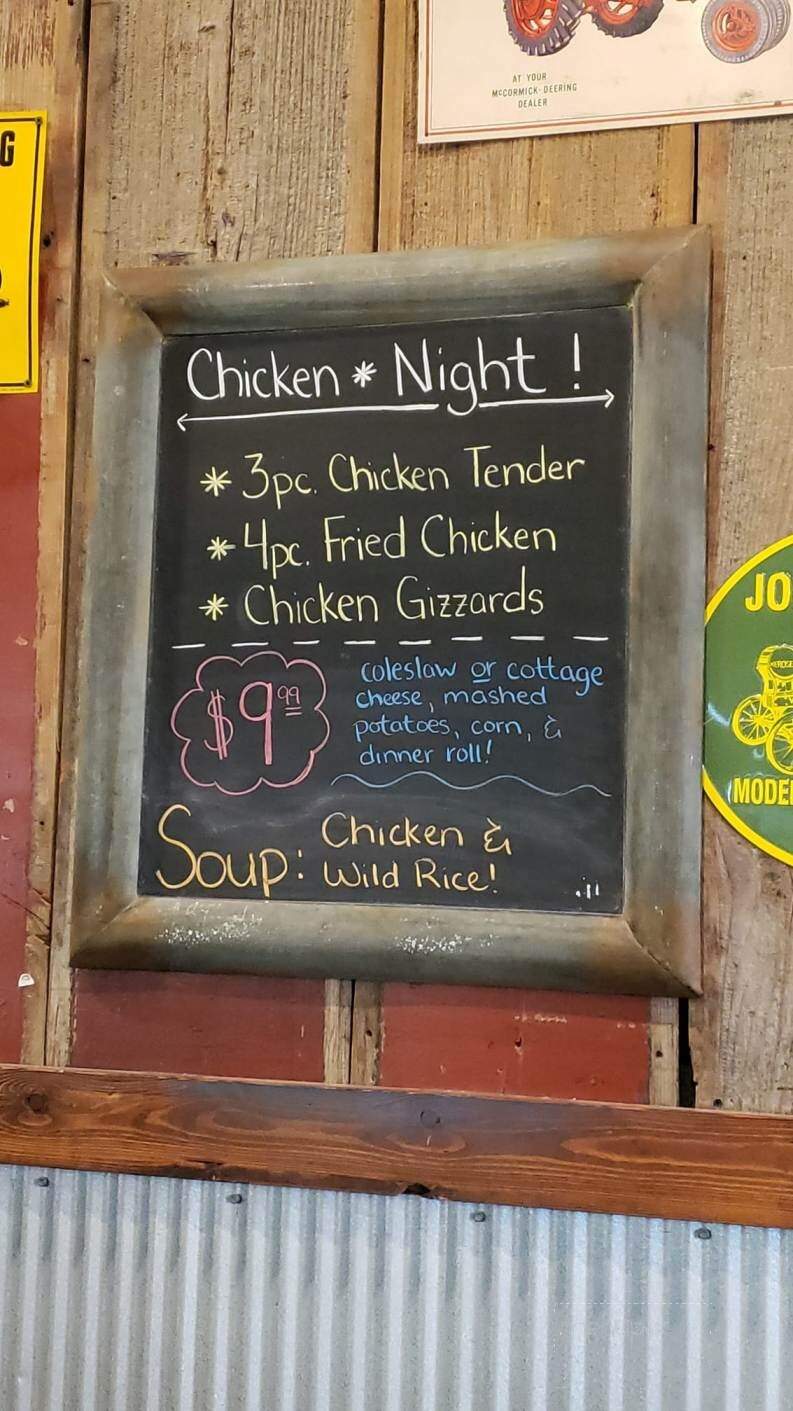 AT YOUR
McCORMICK-DEERING
DEALER
G
Chicken * Night !
* 3pc. Chicken Tender
* 4pc. Fried Chicken
* Chicken Gizzards
$9.99
coleslaw or cottage
cheese, mashed
potatoes, corn, &
dinner roll!
Soup: Chicken &
Wild Rice!
JO
MODE